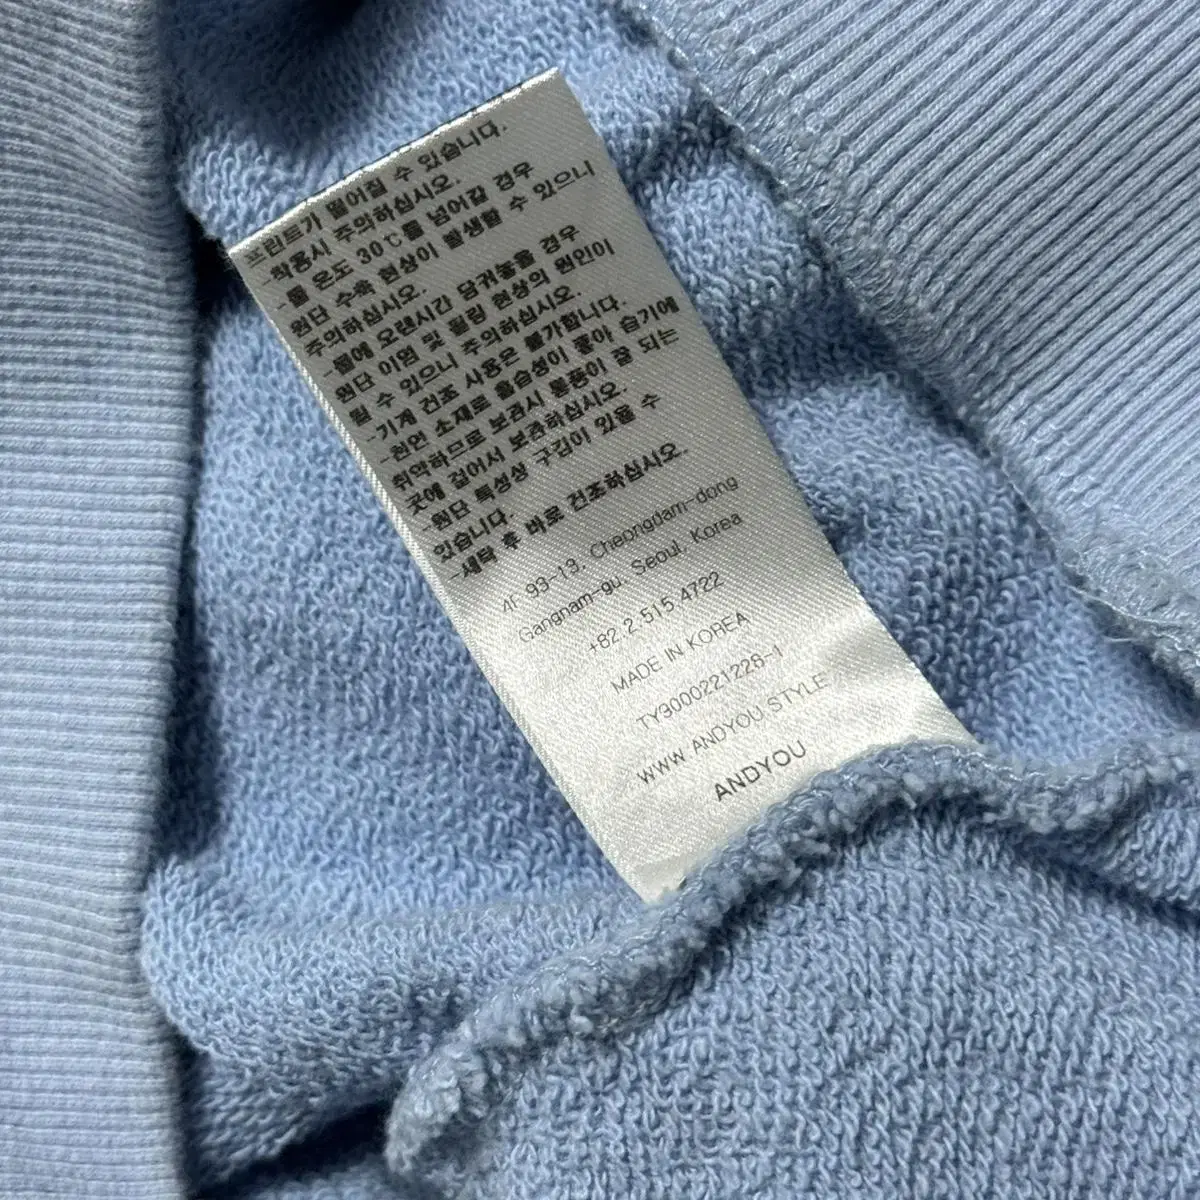 프린트가 떨어질 수 있습니다.
-착용시 주의하십시오.
-물 온도 30℃를 넘어갈 경우
원단 수축 현상이 발생될 수 있으니
주의하십시오.
-물에 오랜시간 담궈놓을 경우
원단 이염 및 필링 현상의 원인이
될 수 있으니 주의하십시오.
-기계 건조 사용은 불가합니다.
-천연 소재로 흡습성이 좋아 습기에
취약하므로 보관시 통풍이 잘 되는
곳에 걸어서 보관하십시오.
-원단 특성상 구김이 있을 수
있습니다.
-세탁 후 바로 건조하십시오.
4F 93-13, Cheongdam-dong
Gangnam-gu, Seoul, Korea
+82.2.515.4722
MADE IN KOREA
TY9000221228-1
WWW.ANDYOU.STYLE
ANDYOU